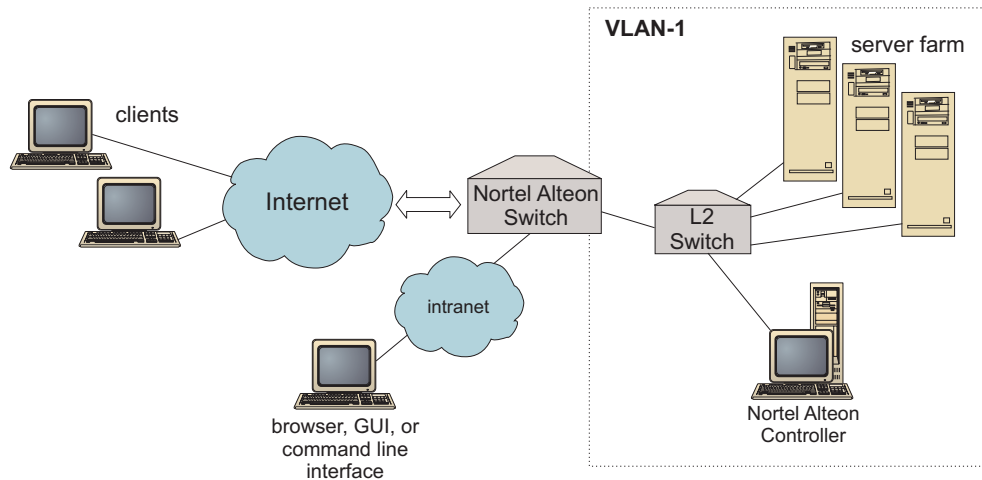 VLAN-1
server farm
clients
Internet
Nortel Alteon
Switch
L2
Switch
intranet
browser, GUI, or
command line
interface
Nortel Alteon
Controller